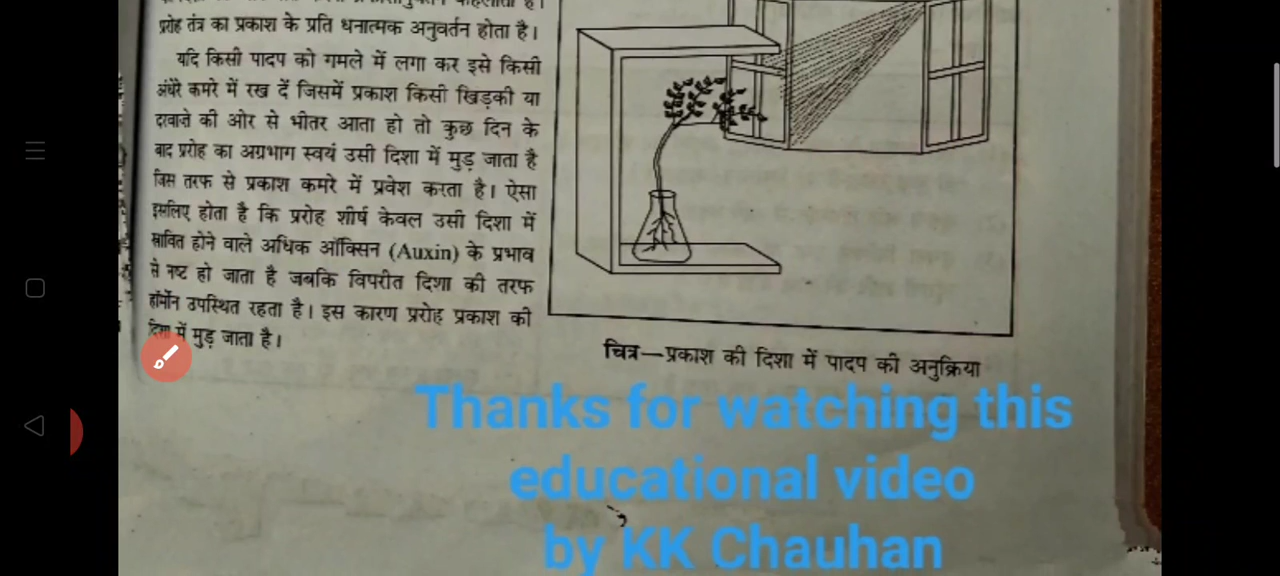 प्ररोह तंत्र का प्रकाश के प्रति धनात्मक अनुवर्तन होता है।
यदि किसी पादप को गमले में लगा कर इसे किसी
अंधेरे कमरे में रख दें जिसमें प्रकाश किसी खिड़की या
दरवाजे की ओर से भीतर आता हो तो कुछ दिन के
बाद प्ररोह का अग्रभाग स्वयं उसी दिशा में मुड़ जाता है
जिस तरफ से प्रकाश कमरे में प्रवेश करता है। ऐसा
इसलिए होता है कि प्ररोह शीर्ष केवल उसी दिशा में
स्रावित होने वाले अधिक ऑक्सिन (Auxin) के प्रभाव
से नष्ट हो जाता है जबकि विपरीत दिशा की तरफ
हॉर्मोन उपस्थित रहता है। इस कारण प्ररोह प्रकाश की
दिशा में मुड़ जाता है।
चित्र—प्रकाश की दिशा में पादप की अनुक्रिया
Thanks for watching this
educational video
by KK Chauhan